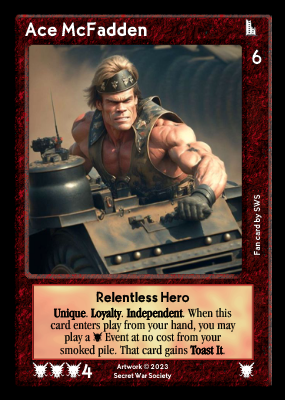 Ace McFadden
6
Fan card by SWS
Relentless Hero
Unique. Loyalty. Independent. When this
card enters play from your hand, you may
play a Event at no cost from your
smoked pile. That card gains Toast It.
4
Artwork © 2023
Secret War Society